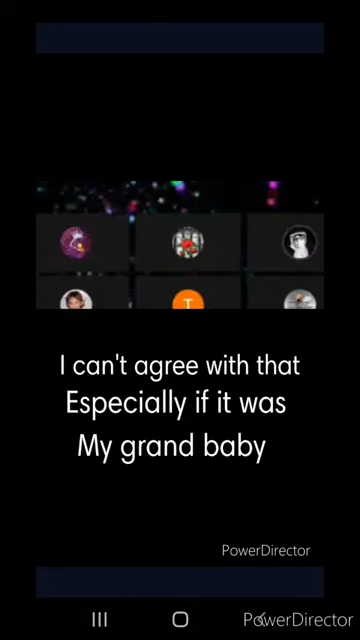 T
I can't agree with that
Especially if it was
My grand baby
PowerDirector
PowerDirector